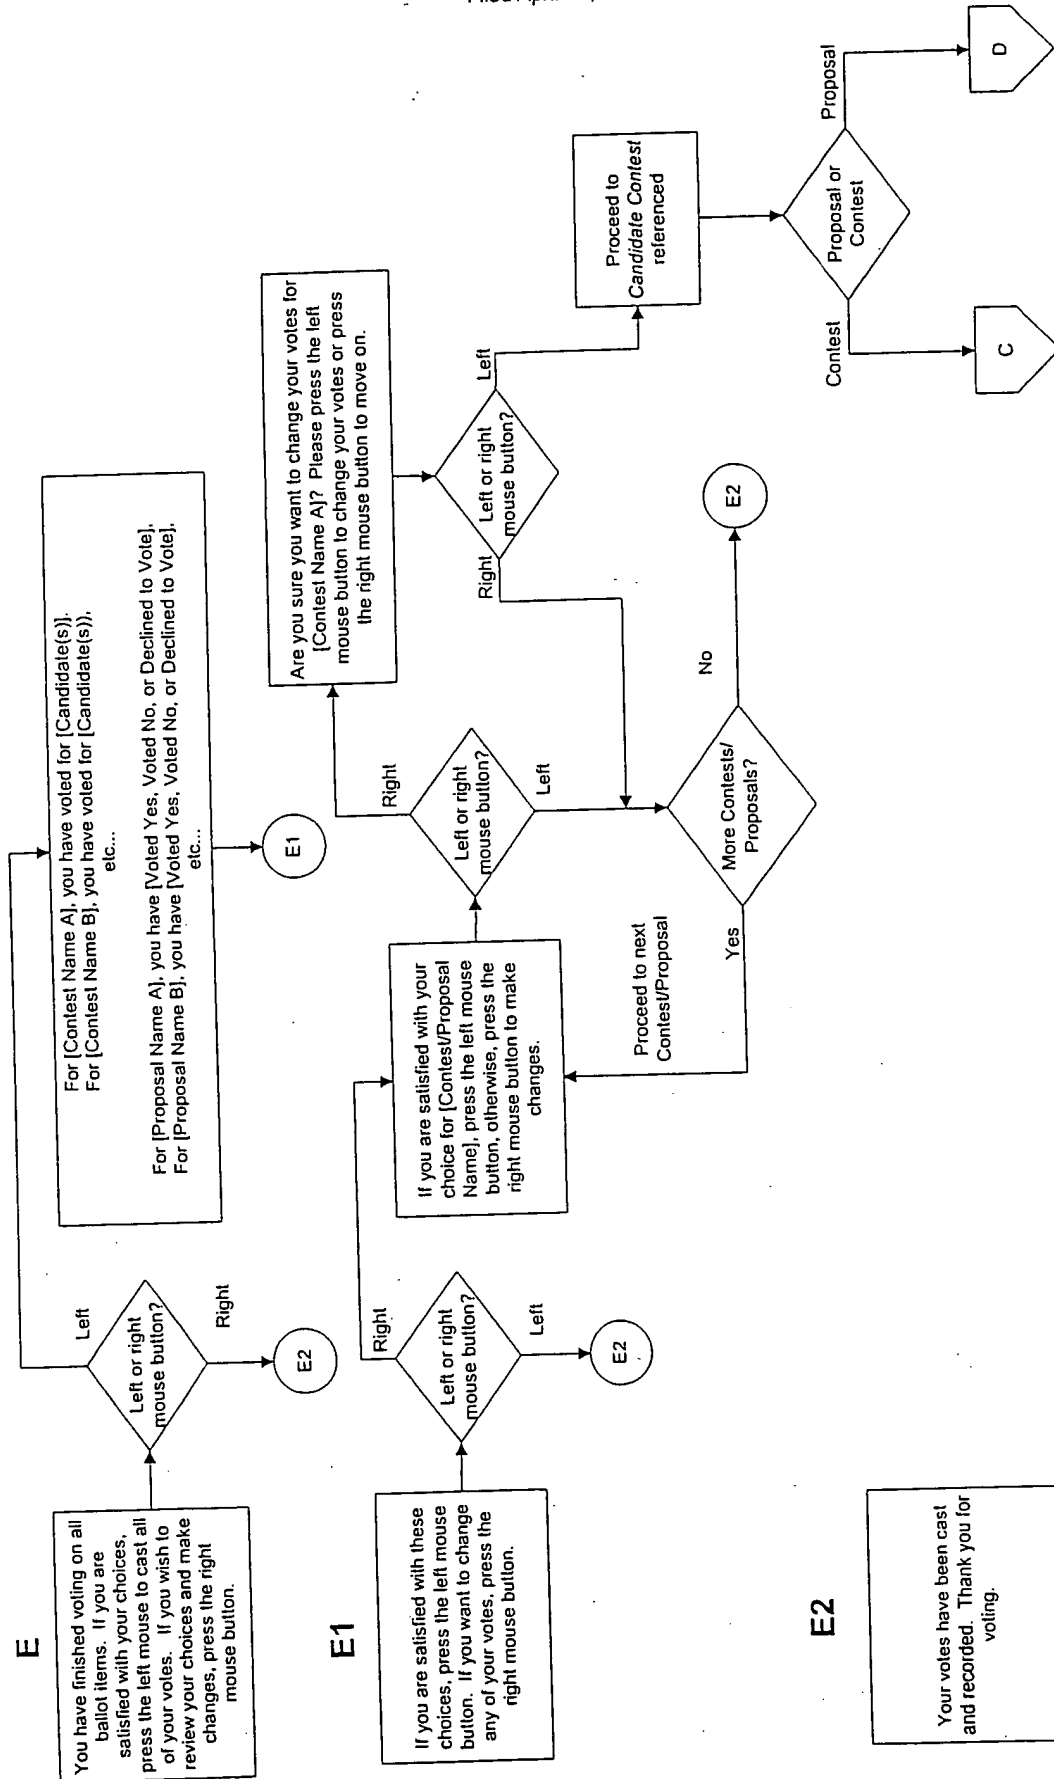 E
You have finished voting on all
ballot items. If you are
satisfied with your choices,
press the left mouse to cast all
of your votes. If you wish to
review your choices and make
changes, press the right
mouse button.
Left or right
mouse button?
Left
Right
E2
For [Contest Name A], you have voted for [Candidate(s)].
For [Contest Name B], you have voted for [Candidate(s)),
etc...
For [Proposal Name A], you have [Voted Yes, Voted No, or Declined to Vote],
For [Proposal Name B], you have [Voted Yes, Voted No, or Declined to Vote],
etc...
E1
E1
If you are satisfied with these
choices, press the left mouse
button. If you want to change
any of your votes, press the
right mouse button.
Left or right
mouse button?
Right
Left
E2
If you are satisfied with your
choice for [Contest/Proposal
Name], press the left mouse
button, otherwise, press the
right mouse button to make
changes.
Left or right
mouse button?
Right
Left
Are you sure you want to change your votes for
[Contest Name A]? Please press the left
mouse button to change your votes or press
the right mouse button to move on.
Left or right
mouse button?
Right
Left
Proceed to
Candidate Contest
referenced
Proposal or
Contest
Contest
Proposal
C
D
More Contests/
Proposals?
Yes
No
Proceed to next
Contest/Proposal
E2
E2
Your votes have been cast
and recorded. Thank you for
voting.